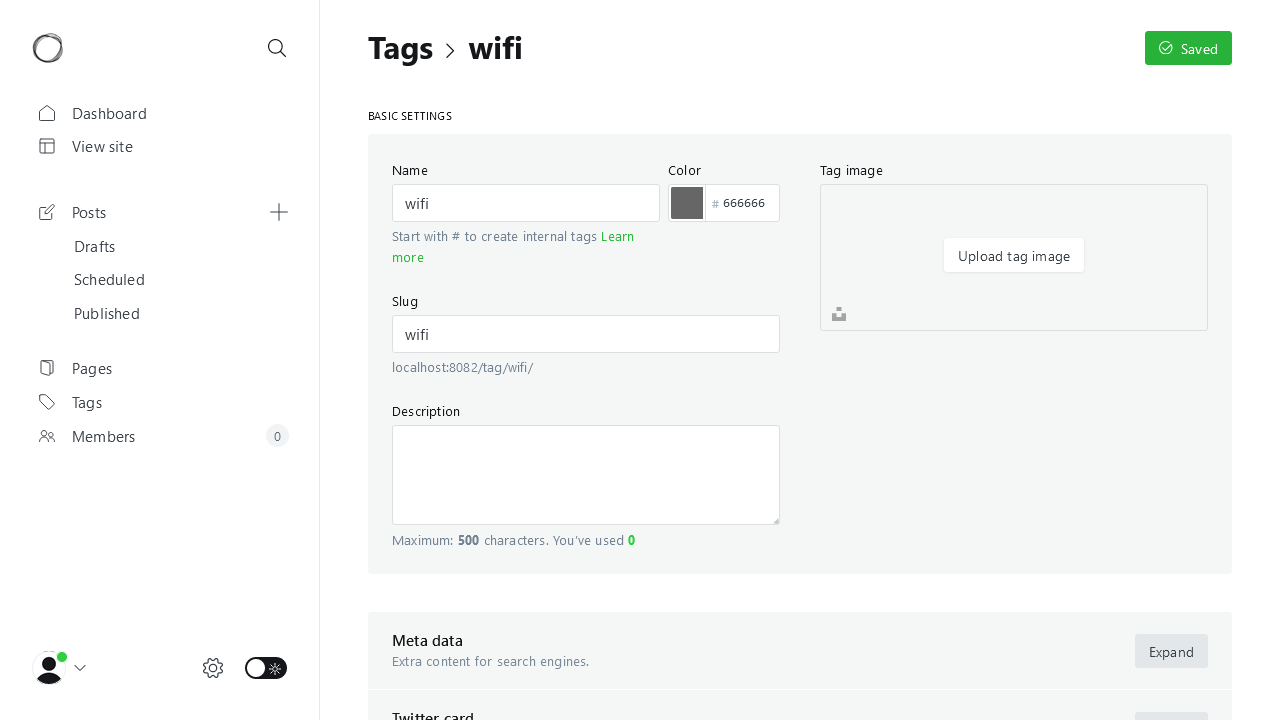 Tags > wifi
Saved
Dashboard
View site
Posts
Drafts
Scheduled
Published
Pages
Tags
Members
0
BASIC SETTINGS
Name
wifi
Start with # to create internal tags Learn
more
Color
# 666666
Slug
wifi
localhost:8082/tag/wifi/
Description
Maximum: 500 characters. You've used 0
Tag image
Upload tag image
Meta data
Extra content for search engines.
Expand
Twitter card